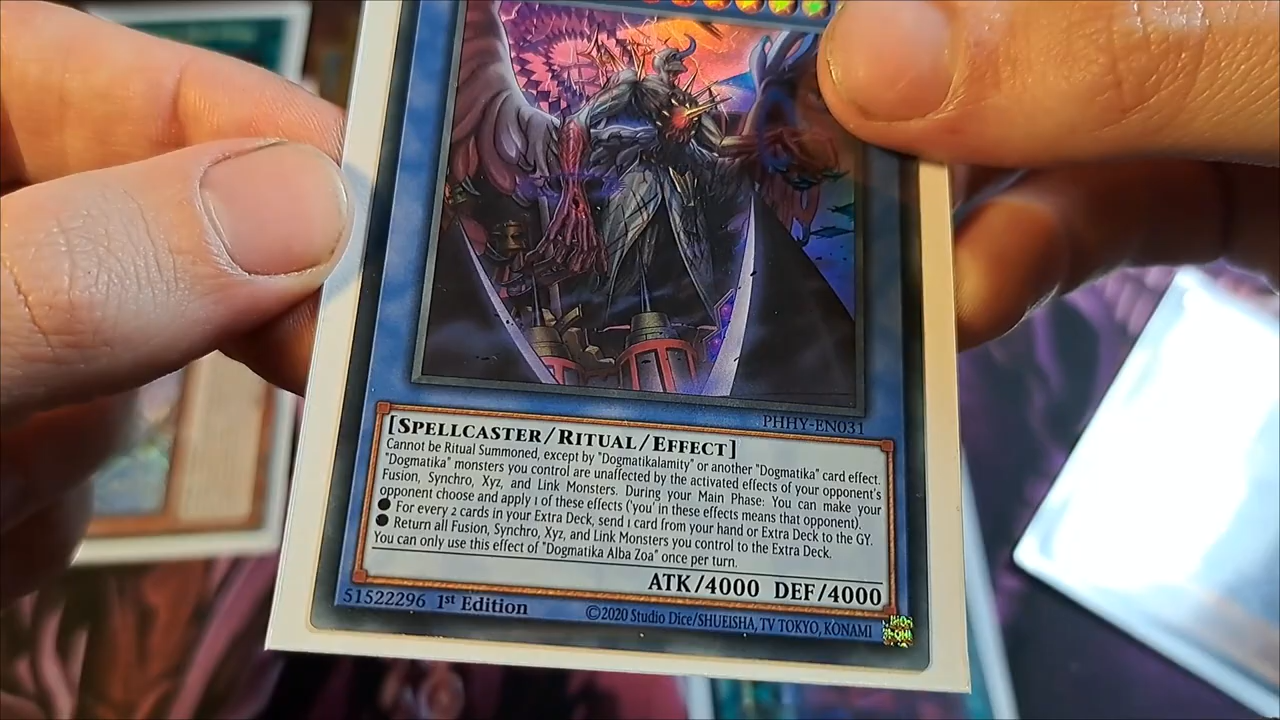 PHHY-EN031
[SPELLCASTER/RITUAL/EFFECT]
Cannot be Ritual Summoned, except by "Dogmatikalamity" or another "Dogmatika" card effect.
"Dogmatika" monsters you control are unaffected by the activated effects of your opponent's
Fusion, Synchro, Xyz, and Link Monsters. During your Main Phase: You can make your
opponent choose and apply 1 of these effects ('you' in these effects means that opponent).
● For every 2 cards in your Extra Deck, send 1 card from your hand or Extra Deck to the GY.
● Return all Fusion, Synchro, Xyz, and Link Monsters you control to the Extra Deck.
You can only use this effect of "Dogmatika Alba Zoa" once per turn.
ATK/4000 DEF/4000
51522296 1st Edition
©2020 Studio Dice/SHUEISHA, TV TOKYO, KONAMI